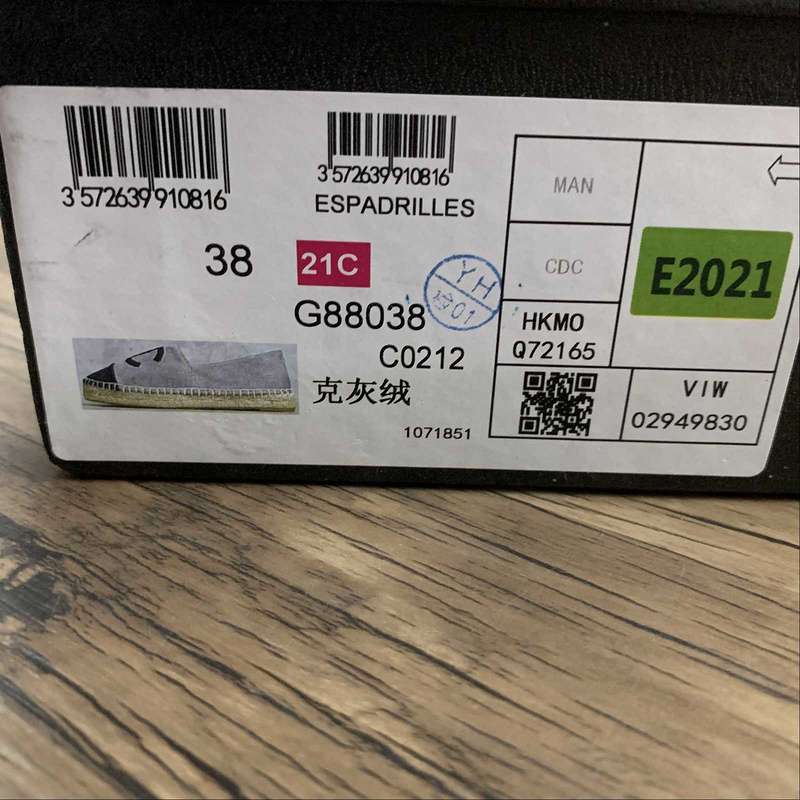 3 572639 910816
3 572639 910816
ESPADRILLES
38
21C
G88038
C0212
克灰绒
1071851
YH
01
MAN
CDC
HKMO
Q72165
E2021
VIW
02949830